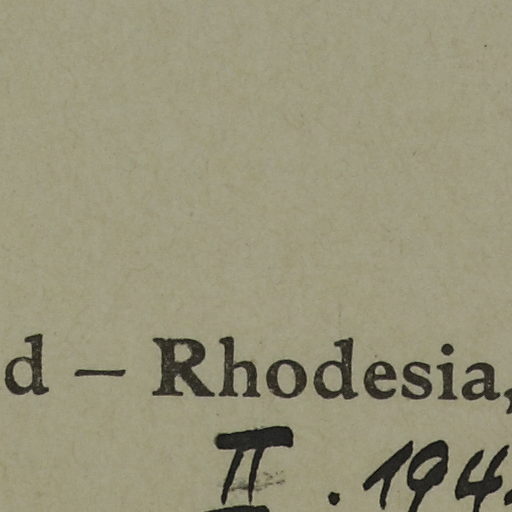 d – Rhodesia,
II . 194